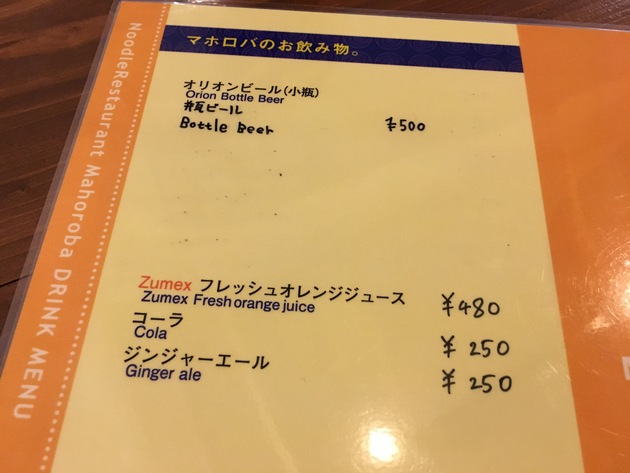 NoodleRestaurant Mahoroba DRINK MENU
マホロバのお飲み物。
オリオンビール(小瓶)
Orion Bottle Beer
瓶ビール
Bottle Beer ¥500
Zumex フレッシュオレンジジュース
Zumex Fresh orange juice ¥480
コーラ
Cola ¥250
ジンジャーエール
Ginger ale ¥250